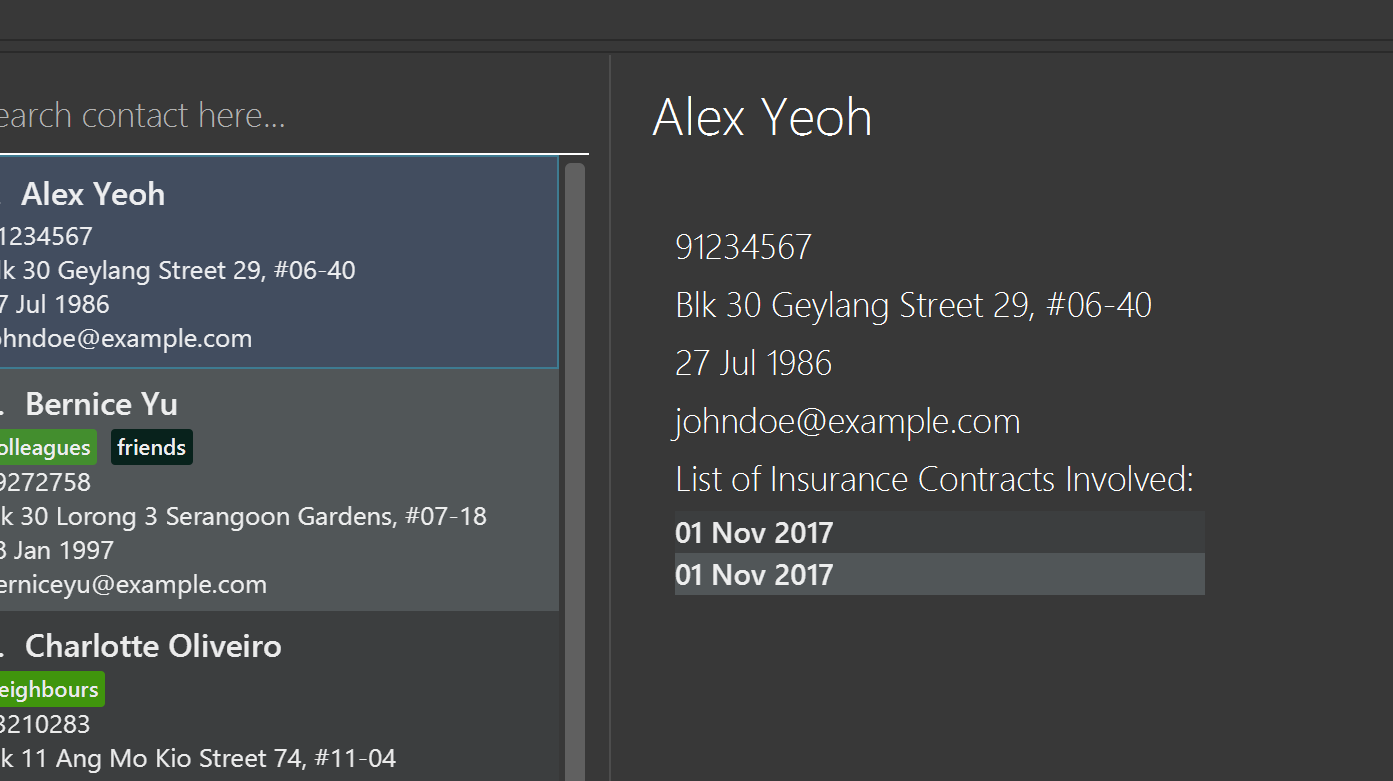 earch contact here...
Alex Yeoh
1234567
lk 30 Geylang Street 29, #06-40
7 Jul 1986
ohndoe@example.com
. Bernice Yu
olleagues friends
9272758
k 30 Lorong 3 Serangoon Gardens, #07-18
8 Jan 1997
erniceyu@example.com
. Charlotte Oliveiro
eighbours
3210283
k 11 Ang Mo Kio Street 74, #11-04
Alex Yeoh
91234567
Blk 30 Geylang Street 29, #06-40
27 Jul 1986
johndoe@example.com
List of Insurance Contracts Involved:
01 Nov 2017
01 Nov 2017